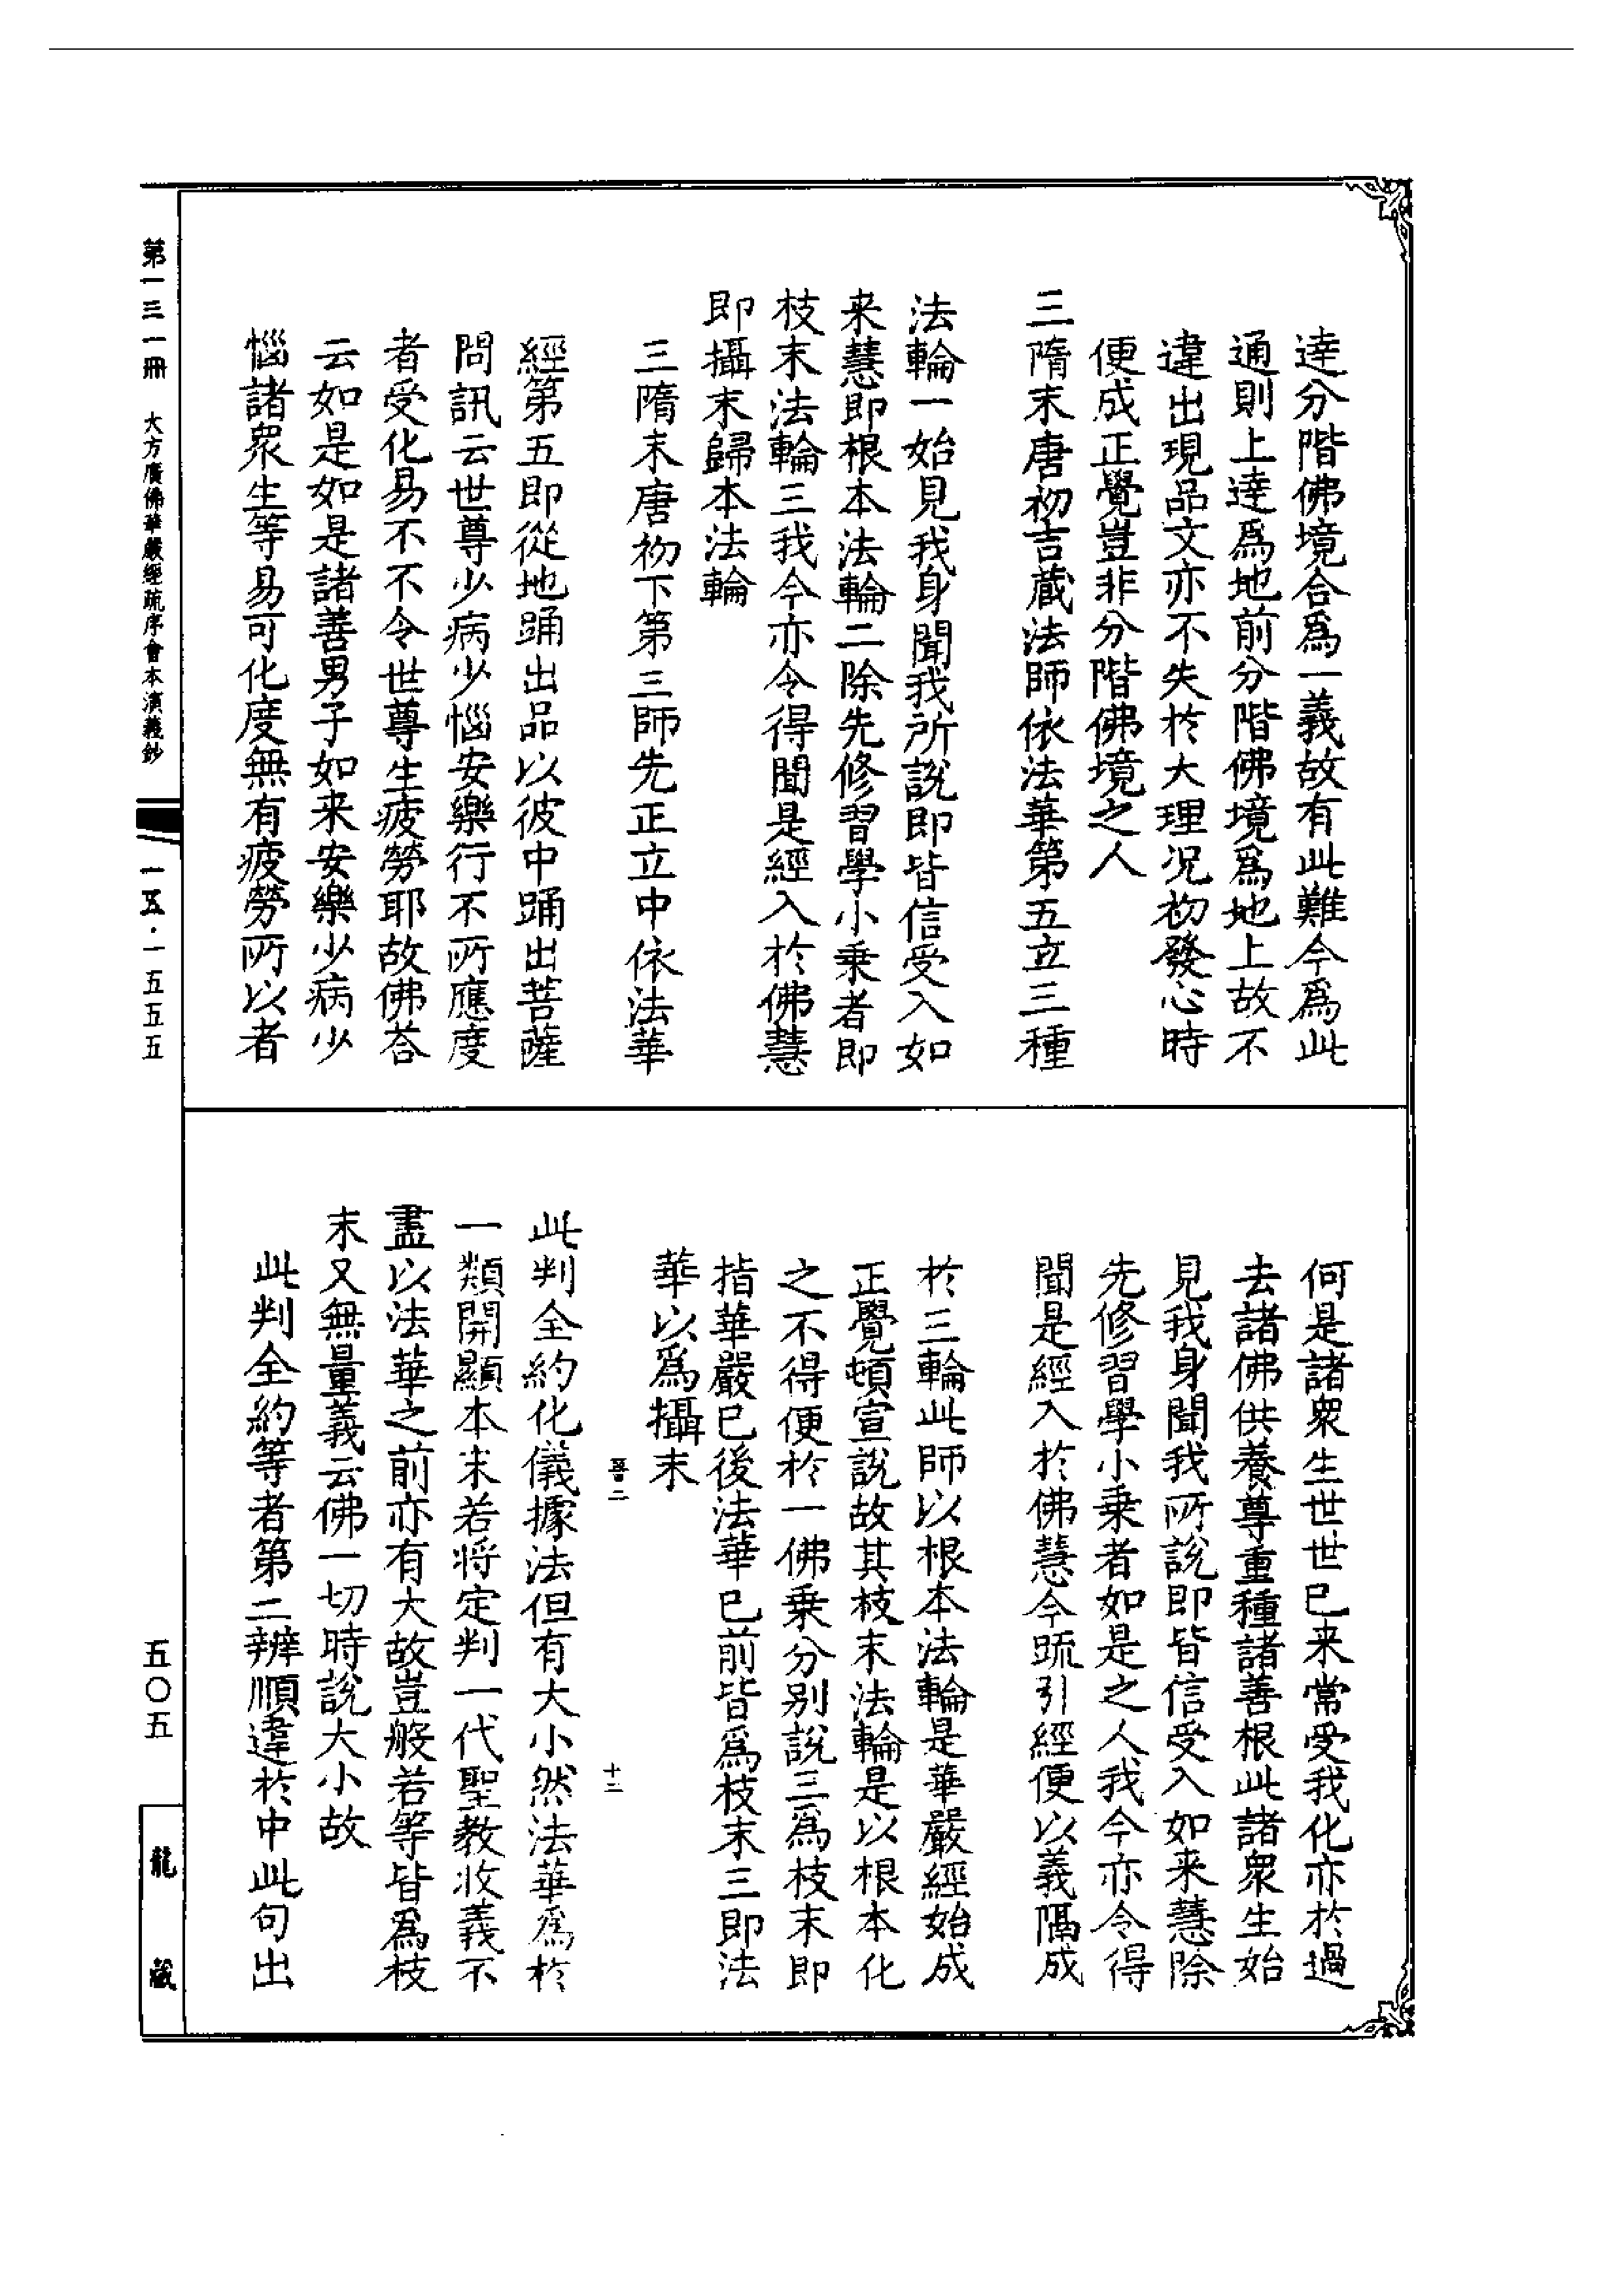 達分階佛境合爲一義故有此難今爲此
通則上達爲地前分階佛境爲地上故不
違出現品文亦不失於大理况初發心時
便成正覺豈非分階佛境之人
三隋末唐初吉藏法師依法華第五立三種
法輪一始見我身聞我所說即皆信受入如
来慧即根本法輪二除先修習學小乘者即
枝末法輪三我今亦令得聞是經入於佛慧
即攝末歸本法輪
三隋末唐初下第三師先正立中依法華
經第五即從地踊出品以彼中踊出菩薩
問訊云世尊少病少惱安樂行不所應度
者受化易不不令世尊生疲勞耶故佛荅
云如是如是諸善男子如来安樂少病少
惱諸衆生等易可化度無有疲勞所以者
何是諸衆生世世已来常受我化亦於過
去諸佛供養尊重種諸善根此諸衆生始
見我身聞我所說即皆信受入如来慧除
先修習學小乘者如是之人我今亦令得
聞是經入於佛慧今疏引經便以義隔成
於三輪此師以根本法輪是華嚴經始成
正覺頓宣說故其枝末法輪是以根本化
之不得便於一佛乘分别說三爲枝末即
指華嚴已後法華已前皆爲枝末三即法
華以爲攝末
十二
此判全約化儀據法但有大小然法華爲於
一類開顯本末若将定判一代聖教收義不
盡以法華之前亦有大故豈般若等皆爲枝
末又無量義云佛一切時說大小故
此判全約等者第二辨順違於中此句出
第一三一冊 大方廣佛華嚴經疏序會本演義鈔
一五·一五五五
五〇五
龍藏